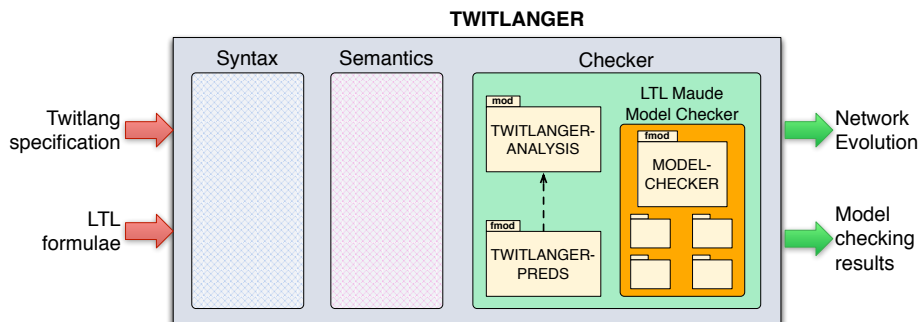 TWITLANGER
Syntax
Semantics
Checker
Twitlang
specification
LTL
formulae
mod
TWITLANGER-
ANALYSIS
fmod
TWITLANGER-
PREDS
LTL Maude
Model Checker
fmod
MODEL-
CHECKER
Network
Evolution
Model
checking
results